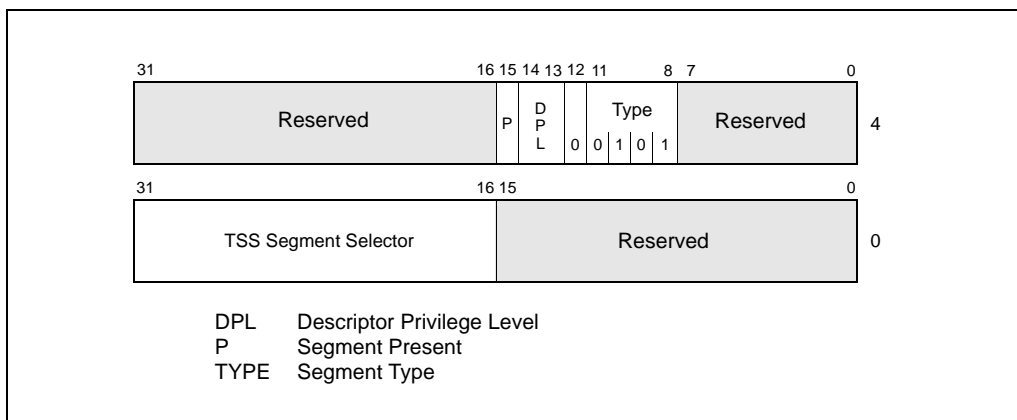 31 16 15 14 13 12 11 8 7 0
Reserved P DPL Type Reserved 4
0 0 1 0 1
31 16 15 0
TSS Segment Selector Reserved 0
DPL Descriptor Privilege Level
P Segment Present
TYPE Segment Type